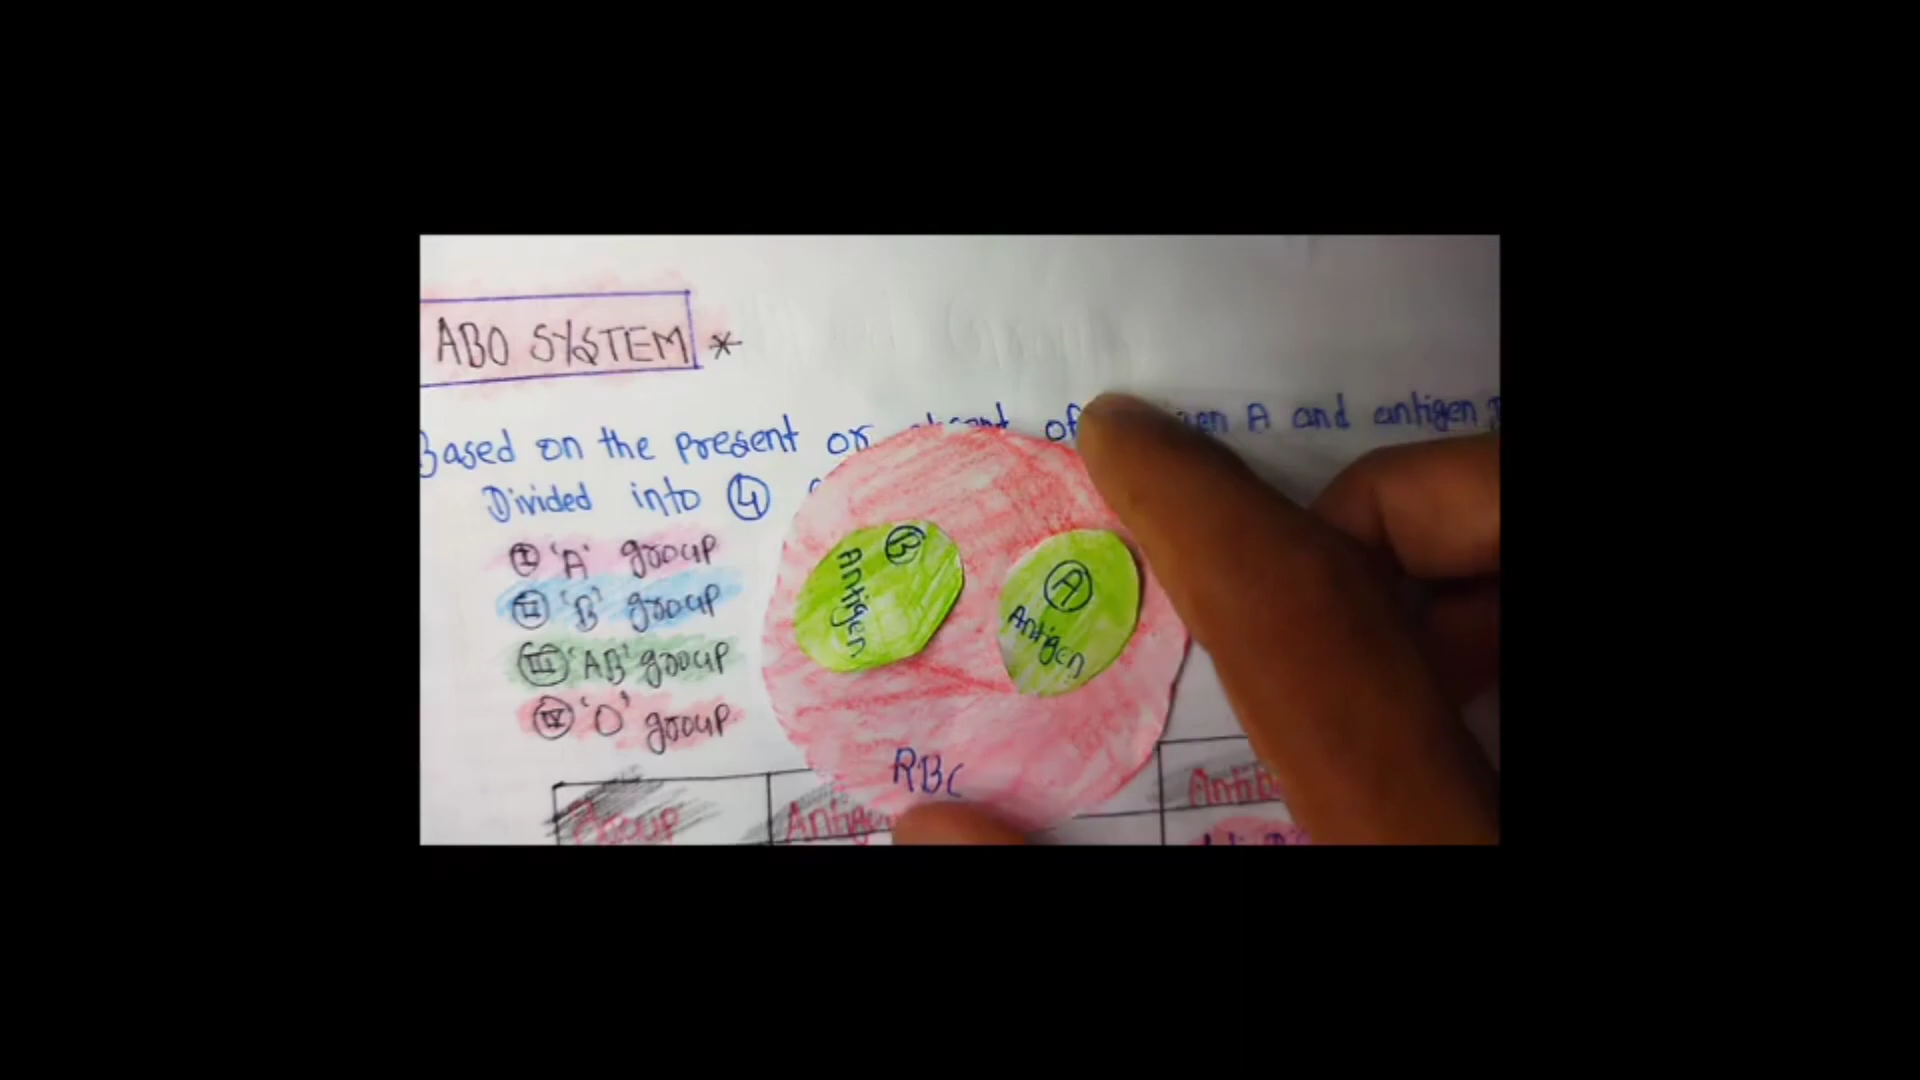 ABO SYSTEM *
Based on the present or of A and antigen
Divided into 4
I 'A' group
II 'B' group
III 'AB' group
IV 'O' group
B
Antigen
A
Antigen
RBC
Group